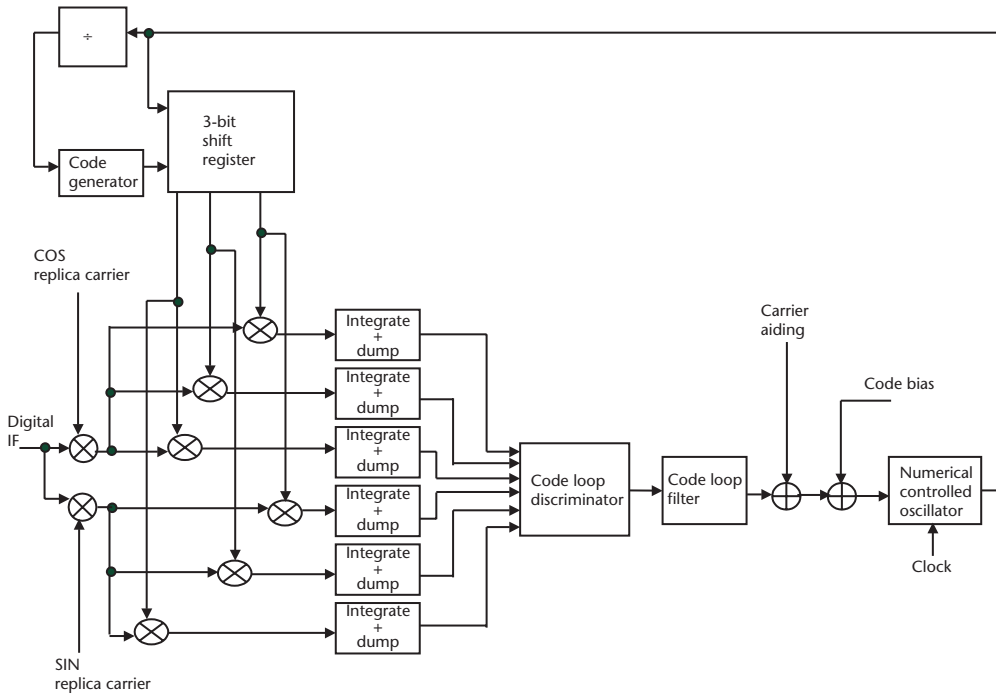 ÷
3-bit
shift
register
Code
generator
COS
replica carrier
Digital
IF
SIN
replica carrier
Integrate
+
dump
Integrate
+
dump
Integrate
+
dump
Integrate
+
dump
Integrate
+
dump
Integrate
+
dump
Code loop
discriminator
Code loop
filter
Carrier
aiding
Code bias
Numerical
controlled
oscillator
Clock